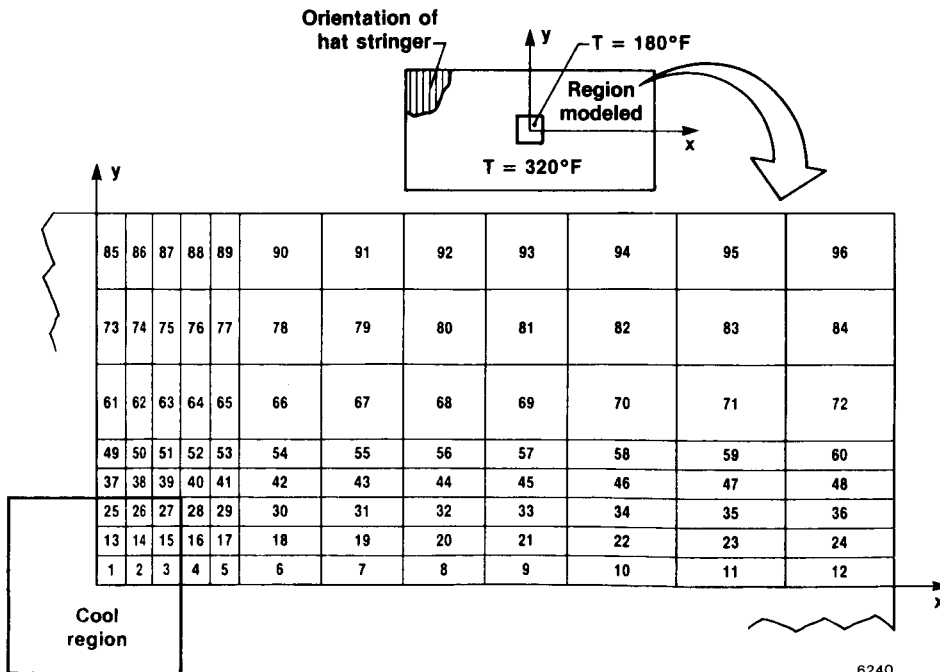 Orientation of
hat stringer
y
T = 180°F
Region
modeled
x
T = 320°F
y
85 86 87 88 89 90 91 92 93 94 95 96
73 74 75 76 77 78 79 80 81 82 83 84
61 62 63 64 65 66 67 68 69 70 71 72
49 50 51 52 53 54 55 56 57 58 59 60
37 38 39 40 41 42 43 44 45 46 47 48
25 26 27 28 29 30 31 32 33 34 35 36
13 14 15 16 17 18 19 20 21 22 23 24
1 2 3 4 5 6 7 8 9 10 11 12
x
Cool
region
6240